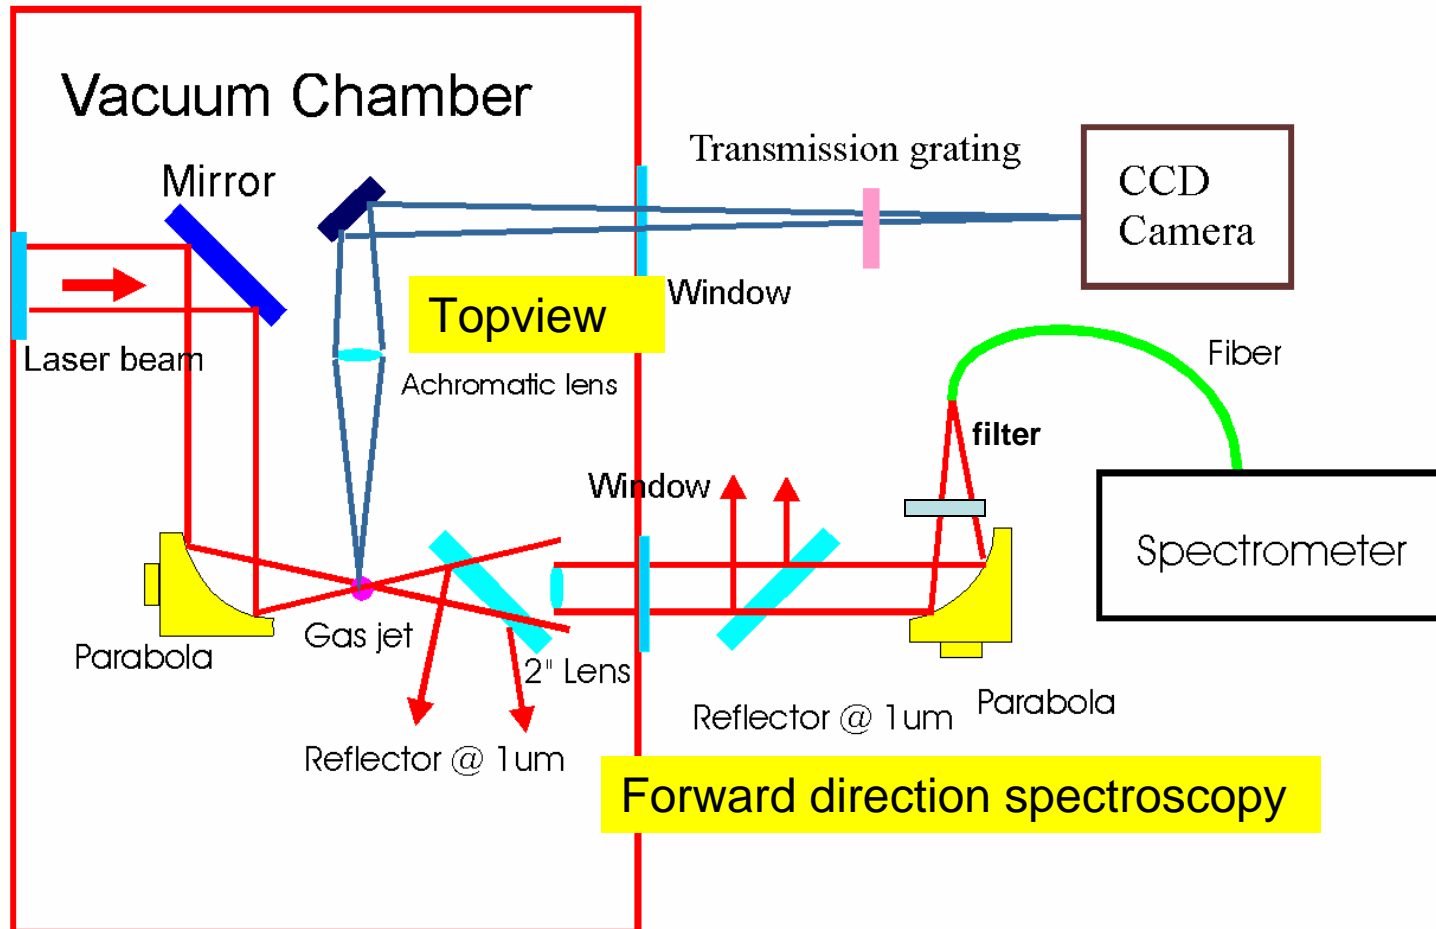 Vacuum Chamber
Mirror
Transmission grating
CCD
Camera
Window
Topview
Laser beam
Achromatic lens
Fiber
filter
Window
Spectrometer
Gas jet
Parabola
2" Lens
Reflector @ 1um
Reflector @ 1um
Parabola
Forward direction spectroscopy